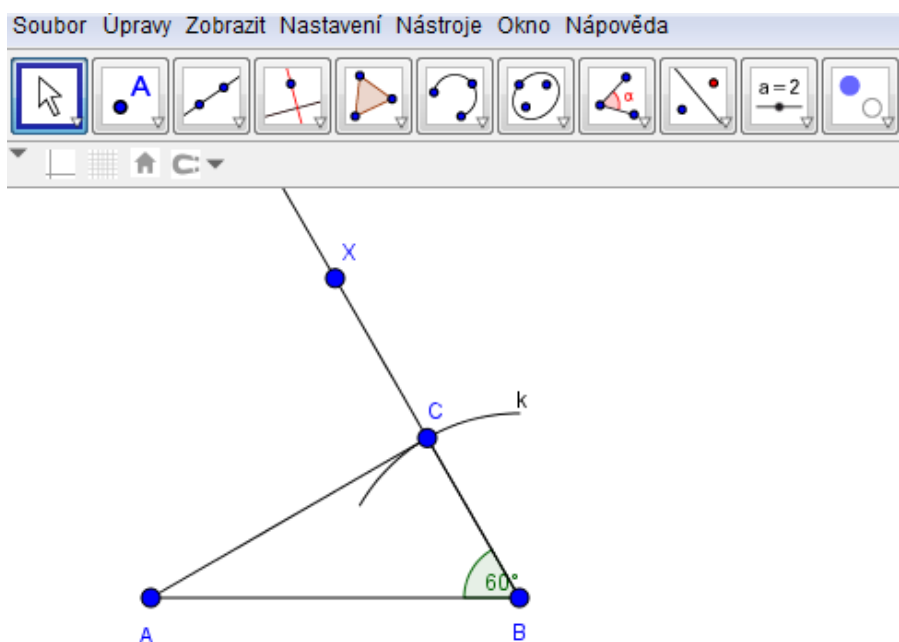 Soubor Úpravy Zobrazit Nastavení Nástroje Okno Nápověda
A α a = 2
X
C k
60°
A B